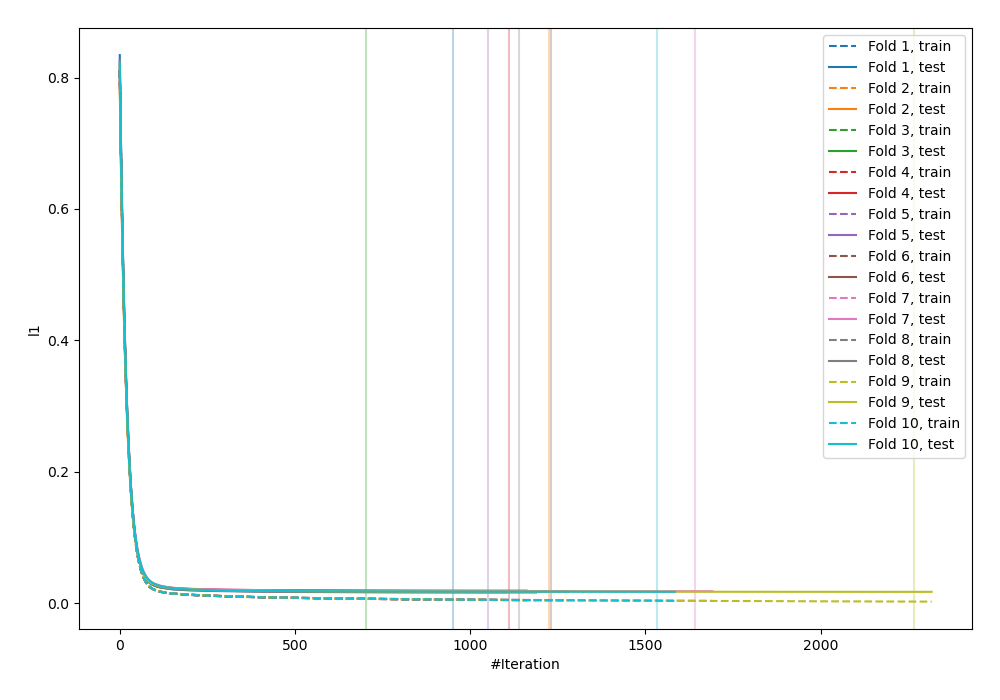 0.8
0.6
0.4
0.2
0.0
l1
0
500
1000
1500
2000
#Iteration
Fold 1, train
Fold 1, test
Fold 2, train
Fold 2, test
Fold 3, train
Fold 3, test
Fold 4, train
Fold 4, test
Fold 5, train
Fold 5, test
Fold 6, train
Fold 6, test
Fold 7, train
Fold 7, test
Fold 8, train
Fold 8, test
Fold 9, train
Fold 9, test
Fold 10, train
Fold 10, test